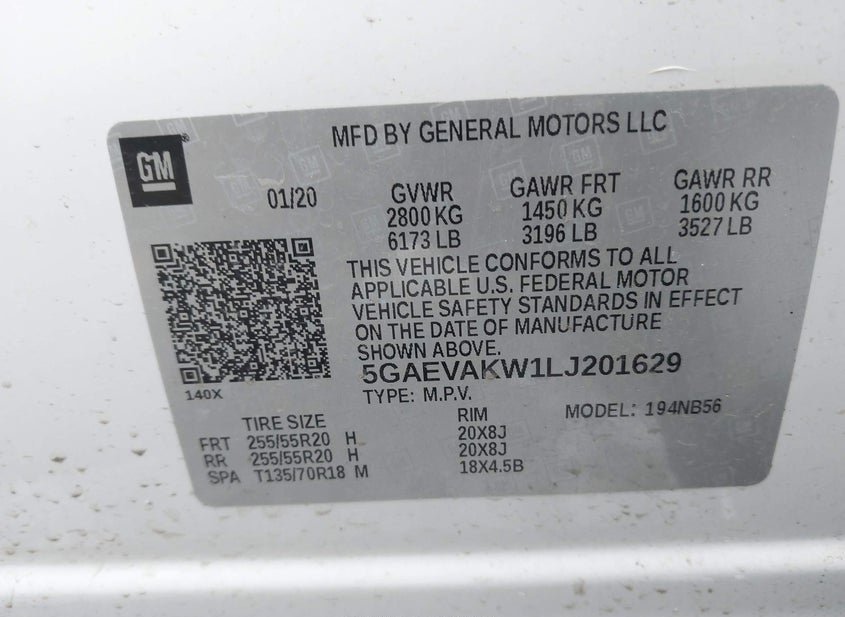 MFD BY GENERAL MOTORS LLC
GM®
01/20
GVWR GAWR FRT GAWR RR
2800 KG 1450 KG 1600 KG
6173 LB 3196 LB 3527 LB
THIS VEHICLE CONFORMS TO ALL
APPLICABLE U.S. FEDERAL MOTOR
VEHICLE SAFETY STANDARDS IN EFFECT
ON THE DATE OF MANUFACTURE
SHOWN ABOVE.
5GAEVAKW1LJ201629
140X
TYPE: M.P.V.
MODEL: 194NB56
TIRE SIZE RIM
FRT 255/55R20 H 20X8J
RR 255/55R20 H 20X8J
SPA T135/70R18 M 18X4.5B